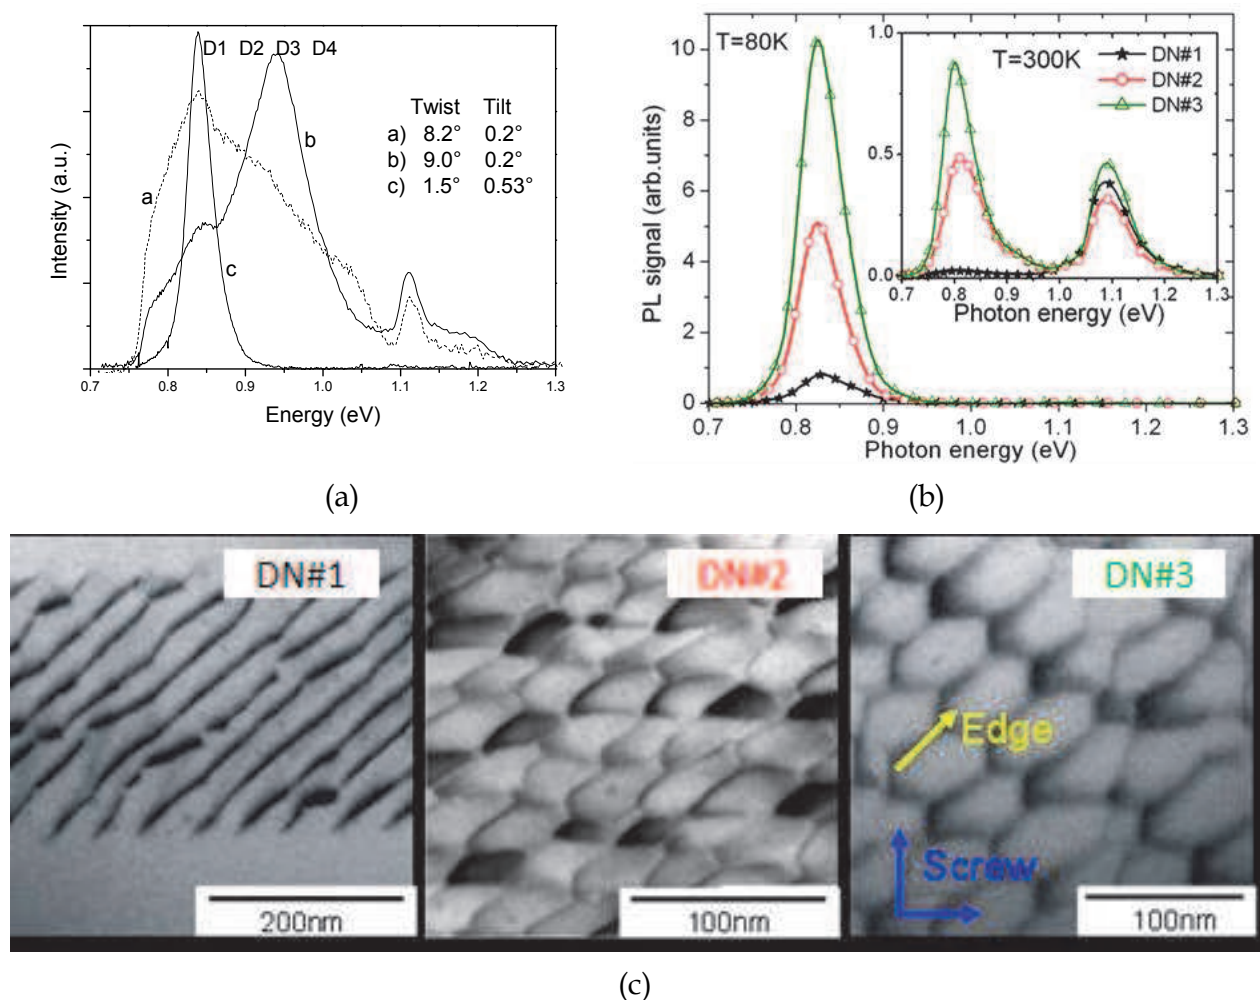 D1 D2 D3 D4
Twist Tilt
a) 8.2° 0.2°
b) 9.0° 0.2°
c) 1.5° 0.53°
a
b
c
Intensity (a.u.)
0.7 0.8 0.9 1.0 1.1 1.2 1.3
Energy (eV)
(a)
T=80K
PL signal (arb.units)
10
8
6
4
2
0
0.7 0.8 0.9 1.0 1.1 1.2 1.3
Photon energy (eV)
T=300K
DN#1
DN#2
DN#3
1.0
0.5
0.0
0.7 0.8 0.9 1.0 1.1 1.2 1.3
Photon energy (eV)
(b)
DN#1
200nm
DN#2
100nm
DN#3
Edge
Screw
100nm
(c)